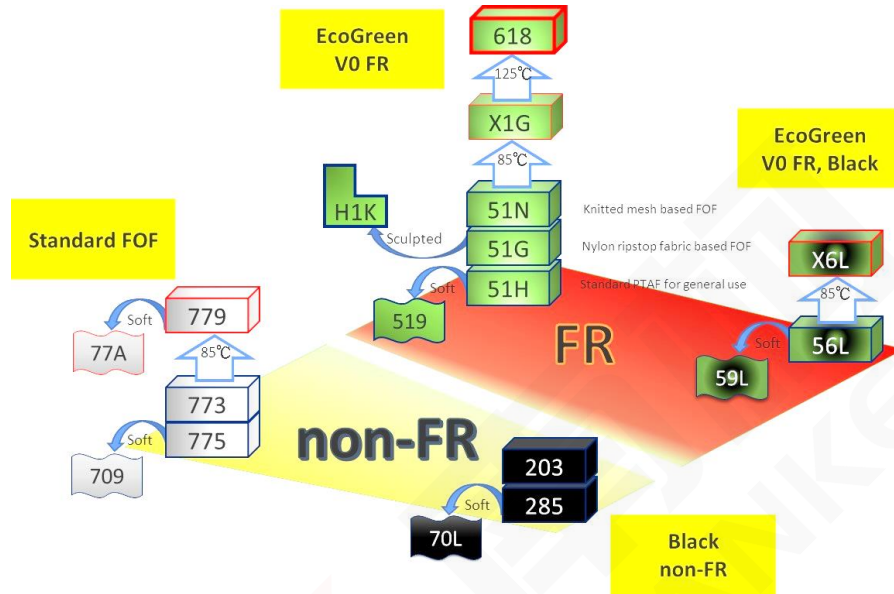 EcoGreen
V0 FR
618
125℃
X1G
85℃
EcoGreen
V0 FR, Black
H1K
Sculpted
51N
Knitted mesh based FOF
51G
Nylon ripstop fabric based FOF
51H
Standard PTAF for general use
Soft
519
Standard FOF
779
Soft
77A
85℃
773
775
Soft
709
X6L
85℃
56L
Soft
59L
FR
non-FR
203
285
Soft
70L
Black
non-FR